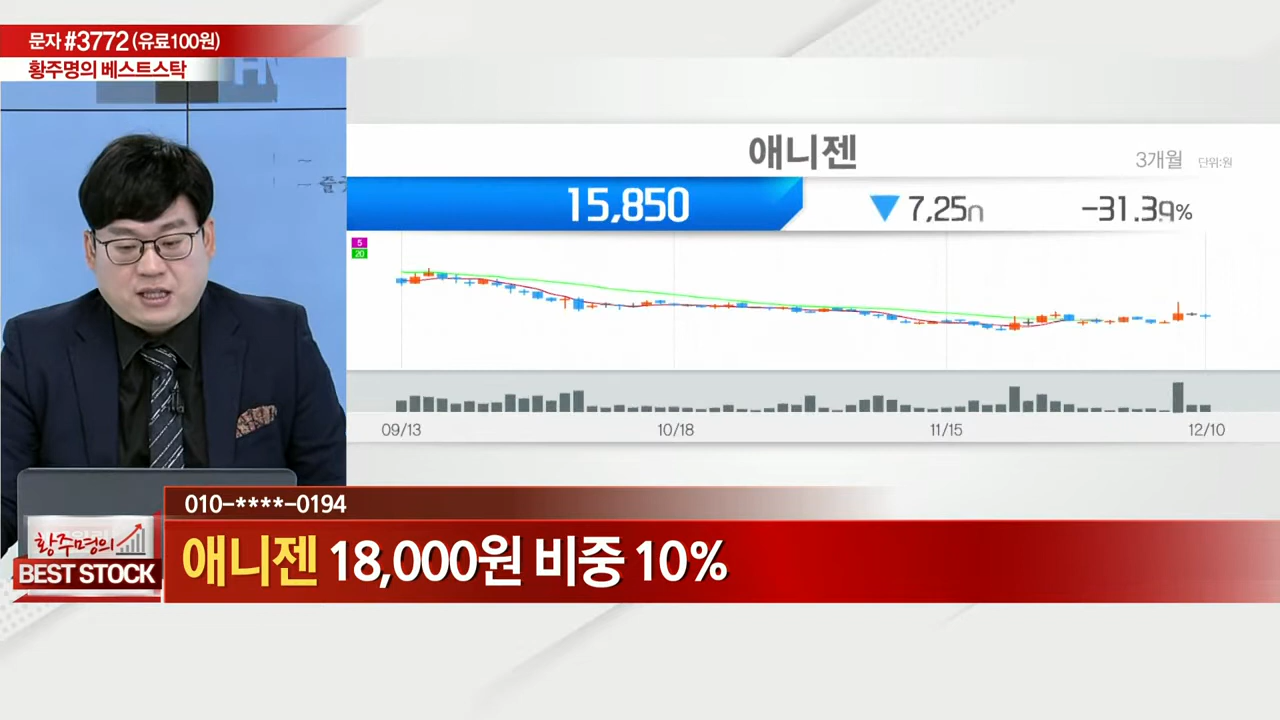 문자 #3772 (유료100원)
황주명의 베스트스탁
애니젠
3개월 단위:원
15,850 ▼ 7,250 -31.39%
5
20
09/13 10/18 11/15 12/10
010-****-0194
애니젠 18,000원 비중 10%
황주명의
BEST STOCK